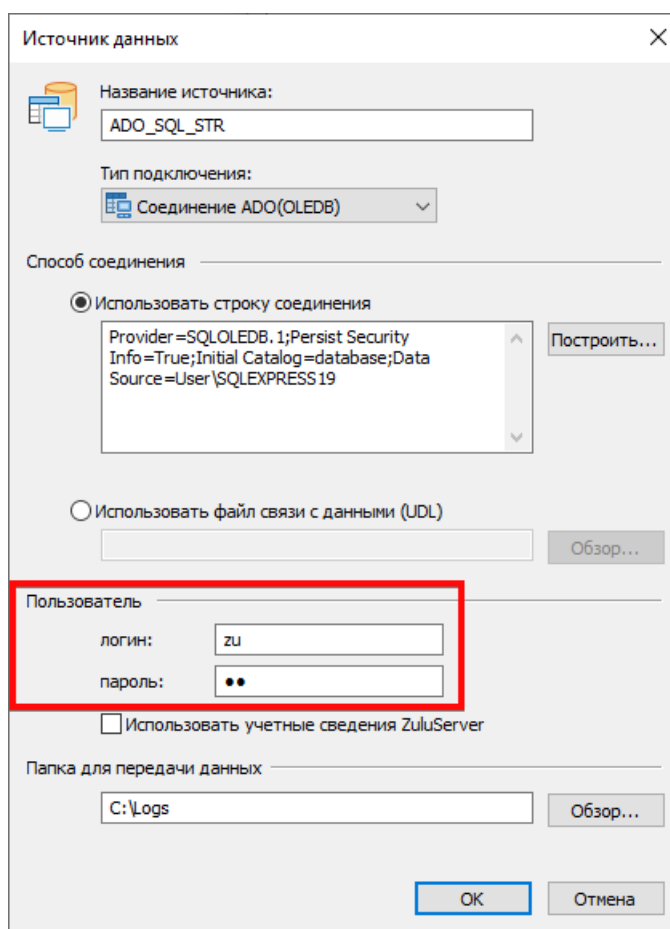 Источник данных
Название источника:
ADO_SQL_STR
Тип подключения:
Соединение ADO(OLEDB)
Способ соединения
Использовать строку соединения
Provider=SQLOLEDB.1;Persist Security
Info=True;Initial Catalog=database;Data
Source=User\SQLEXPRESS19
Построить...
Использовать файл связи с данными (UDL)
Обзор...
Пользователь
логин:
zu
пароль:
••
Использовать учетные сведения ZuluServer
Папка для передачи данных
C:\Logs
Обзор...
OK
Отмена